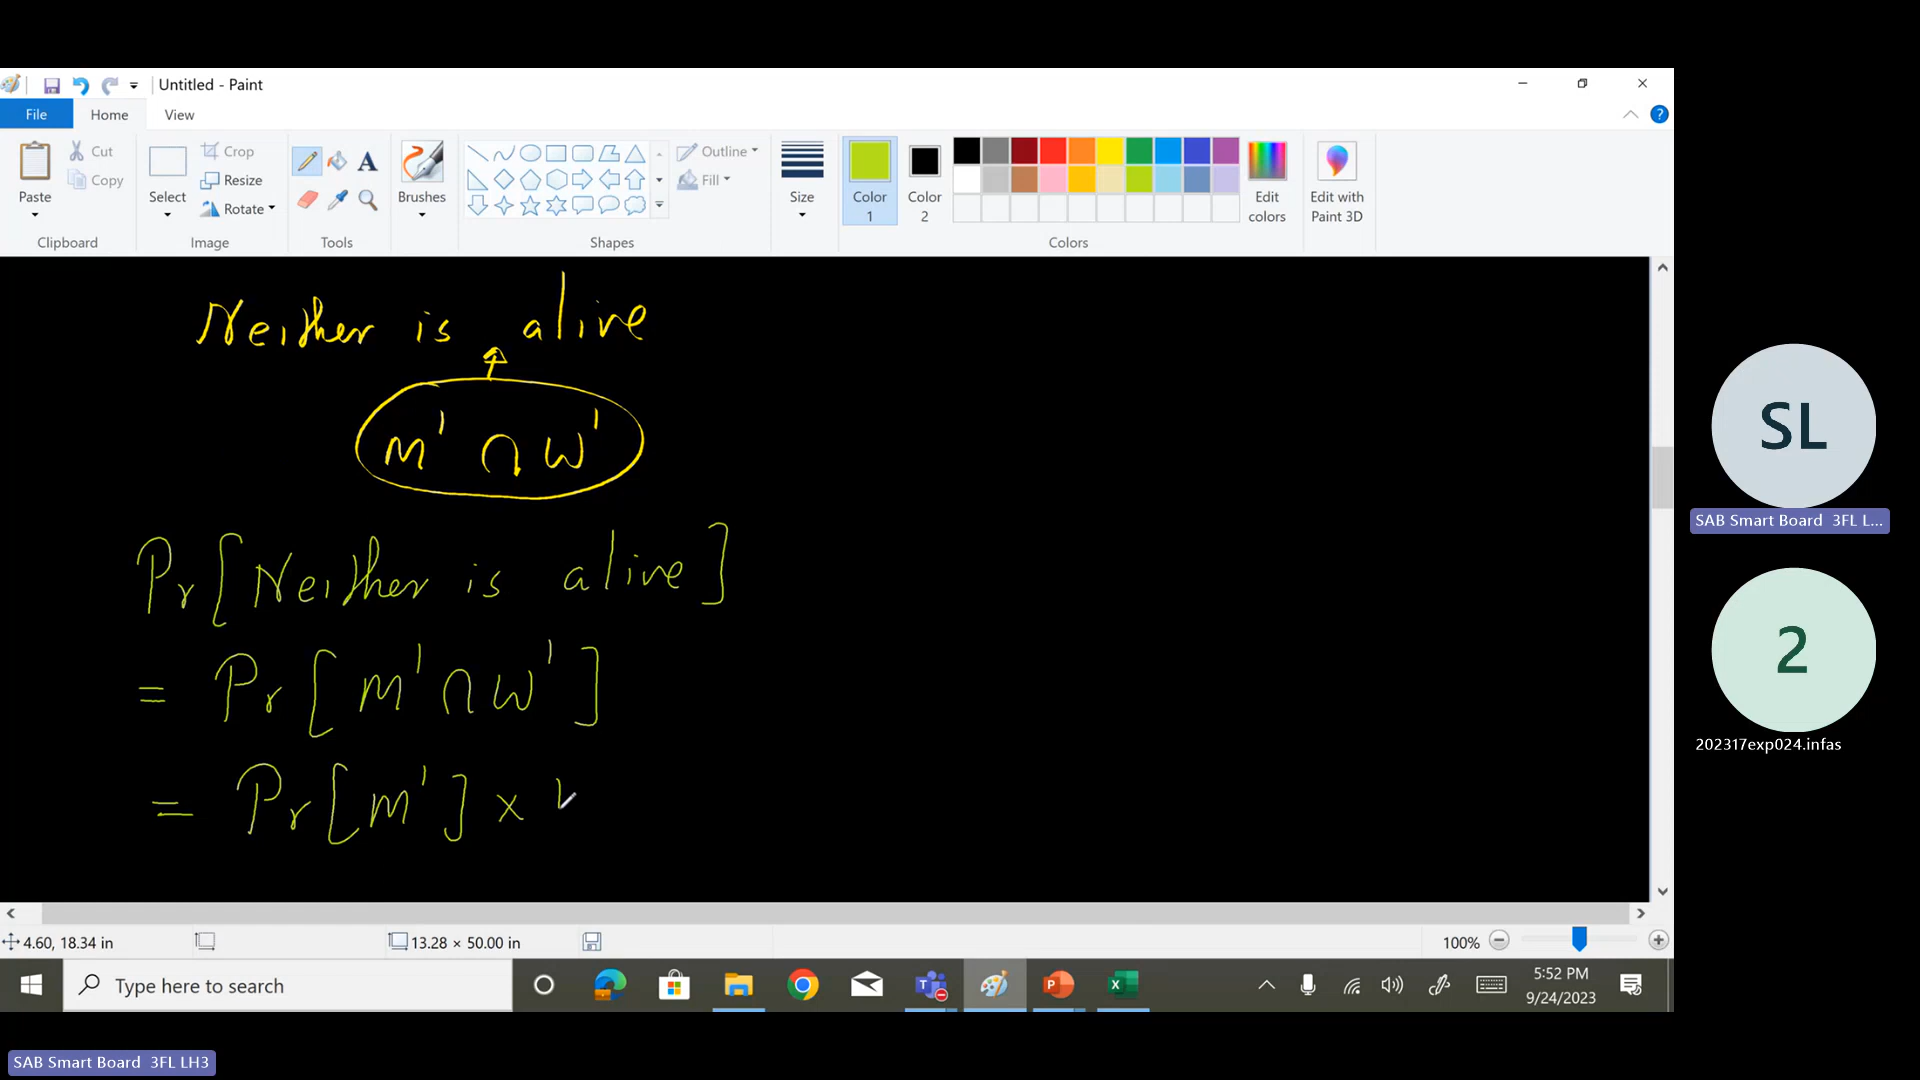 Untitled - Paint
File Home View
Paste Cut Copy Clipboard
Select Crop Resize Rotate Image
Tools
Brushes
Outline Fill Shapes
Size
Color 1 Color 2 Edit colors Edit with Paint 3D Colors
Neither is alive
M' ∩ W'
Pr[Neither is alive]
= Pr[M' ∩ W']
= Pr[M'] ×
SL
SAB Smart Board 3FL L...
2
202317exp024.infas
4.60, 18.34 in 13.28 × 50.00 in 100%
Type here to search
5:52 PM
9/24/2023
SAB Smart Board 3FL LH3